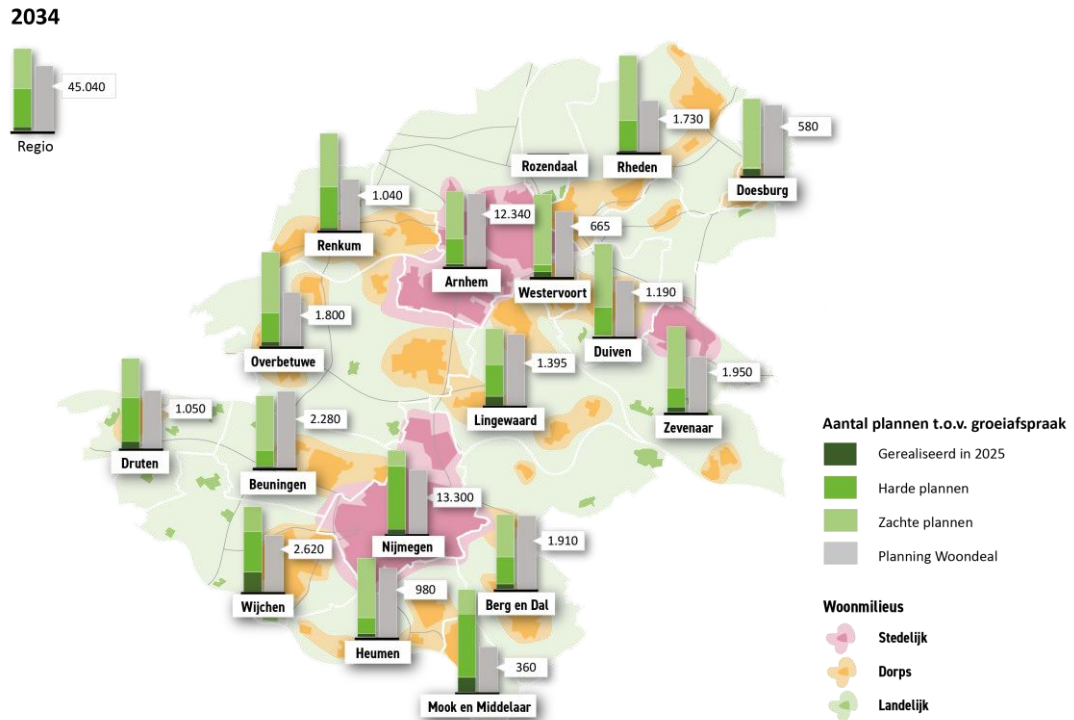 2034
45.040
Regio
Rheden
1.730
Doesburg
580
Rozendaal
Renkum
1.040
Arnhem
12.340
Westervoort
665
Overbetuwe
1.800
Duiven
1.190
Lingewaard
1.395
Zevenaar
1.950
Druten
1.050
Beuningen
2.280
Nijmegen
13.300
Wijchen
2.620
Berg en Dal
1.910
Heumen
980
Mook en Middelaar
360
Aantal plannen t.o.v. groeiafspraak
Gerealiseerd in 2025
Harde plannen
Zachte plannen
Planning Woondeal
Woonmilieus
Stedelijk
Dorps
Landelijk